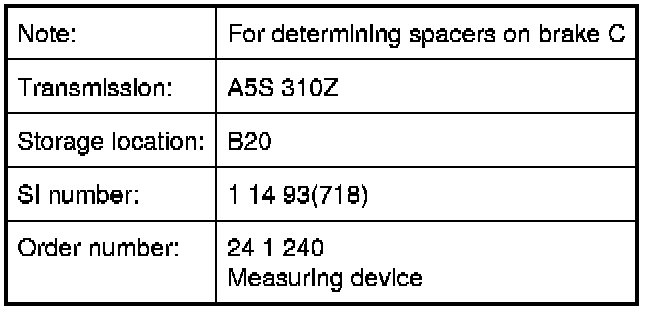 Note: For determining spacers on brake C
Transmission: A5S 310Z
Storage location: B20
SI number: 1 14 93(718)
Order number: 24 1 240
Measuring device